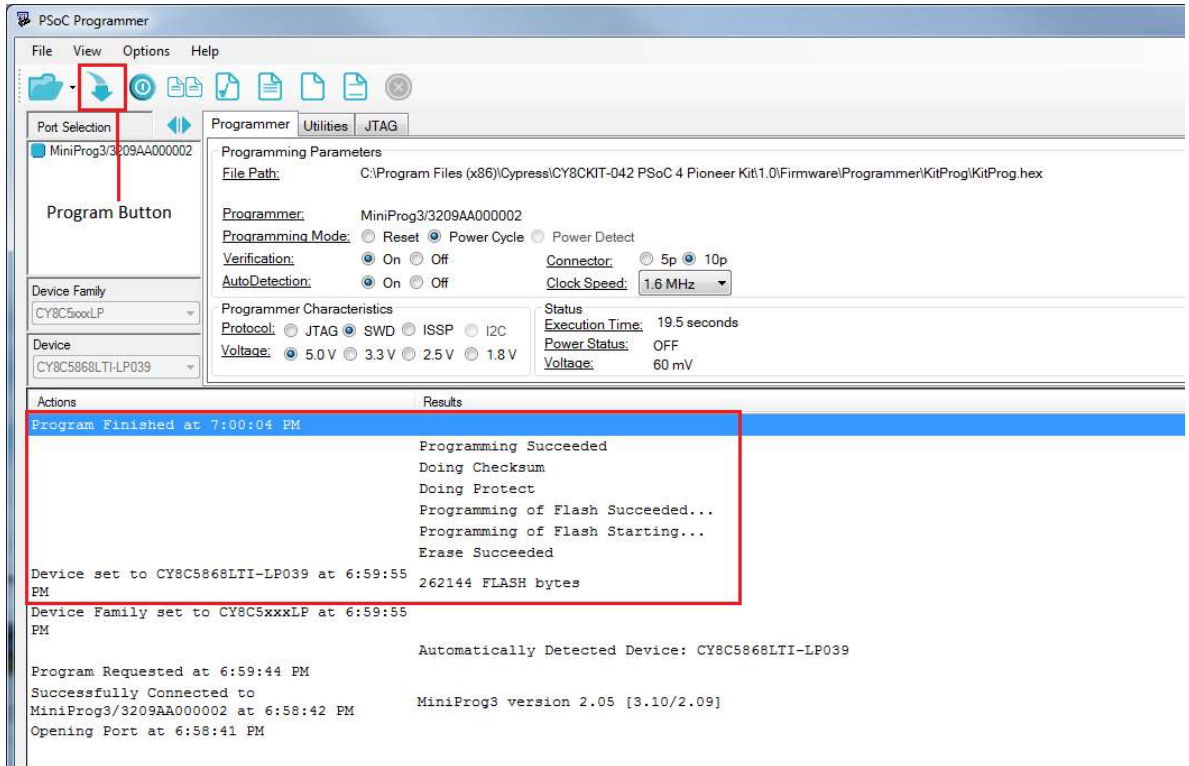 PSoC Programmer
File View Options Help
Port Selection
Programmer Utilities JTAG
MiniProg3/3209AA000002
Program Button
Programming Parameters
File Path: C:\Program Files (x86)\Cypress\CY8CKIT-042 PSoC 4 Pioneer Kit\1.0\Firmware\Programmer\KitProg\KitProg.hex
Programmer: MiniProg3/3209AA000002
Programming Mode: Reset Power Cycle Power Detect
Verification: On Off Connector: 5p 10p
AutoDetection: On Off Clock Speed: 1.6 MHz
Device Family
CY8C5xxxLP
Device
CY8C5868LTI-LP039
Programmer Characteristics
Protocol: JTAG SWD ISSP I2C
Voltage: 5.0 V 3.3 V 2.5 V 1.8 V
Status
Execution Time: 19.5 seconds
Power Status: OFF
Voltage: 60 mV
Actions Results
Program Finished at 7:00:04 PM
Programming Succeeded
Doing Checksum
Doing Protect
Programming of Flash Succeeded...
Programming of Flash Starting...
Erase Succeeded
Device set to CY8C5868LTI-LP039 at 6:59:55
PM
262144 FLASH bytes
Device Family set to CY8C5xxxLP at 6:59:55
PM
Automatically Detected Device: CY8C5868LTI-LP039
Program Requested at 6:59:44 PM
Successfully Connected to
MiniProg3/3209AA000002 at 6:58:42 PM
MiniProg3 version 2.05 [3.10/2.09]
Opening Port at 6:58:41 PM